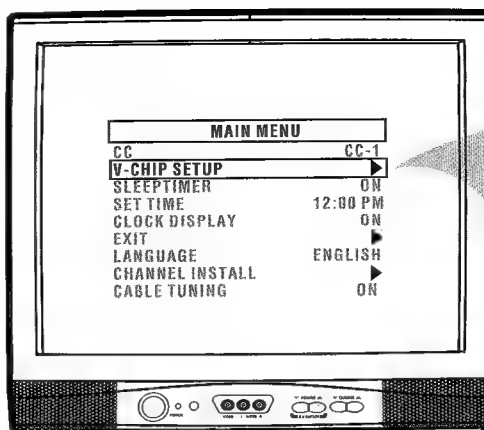 MAIN MENU
CC CC-1
V-CHIP SETUP
SLEEPTIMER ON
SET TIME 12:00 PM
CLOCK DISPLAY ON
EXIT
LANGUAGE ENGLISH
CHANNEL INSTALL
CABLE TUNING ON
POWER